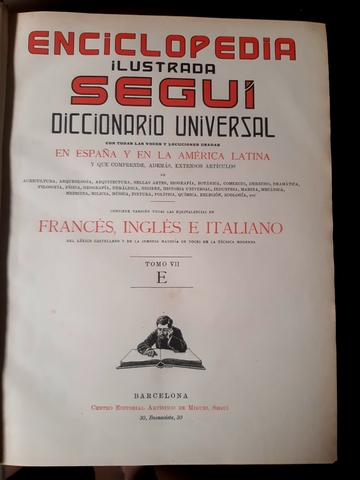 ENCICLOPEDIA
ILUSTRADA
SEGUÍ
DICCIONARIO UNIVERSAL
CON TODAS LAS VOCES Y LOCUCIONES USADAS
EN ESPAÑA Y EN LA AMÉRICA LATINA
Y QUE COMPRENDE, ADEMÁS, EXTENSOS ARTÍCULOS
DE
AGRICULTURA, ARQUEOLOGÍA, ARQUITECTURA, BELLAS ARTES, BIOGRAFÍA, BOTÁNICA, COMERCIO, DERECHO, DRAMÁTICA,
FILOSOFÍA, FÍSICA, GEOGRAFÍA, HERÁLDICA, HIGIENE, HISTORIA UNIVERSAL, INDUSTRIA, MARINA, MECÁNICA,
MEDICINA, MILICIA, MÚSICA, PINTURA, POLÍTICA, QUÍMICA, RELIGIÓN, ZOOLOGÍA, etc
CONTIENE TAMBIÉN TODAS LAS EQUIVALENCIAS EN
FRANCÉS, INGLÉS E ITALIANO
DEL LÉXICO CASTELLANO Y DE LA INMENSA MAYORÍA DE VOCES DE LA TÉCNICA MODERNA
TOMO VII
E
BARCELONA
CENTRO EDITORIAL ARTÍSTICO DE MIGUEL SEGUÍ
30, Buenavista, 30